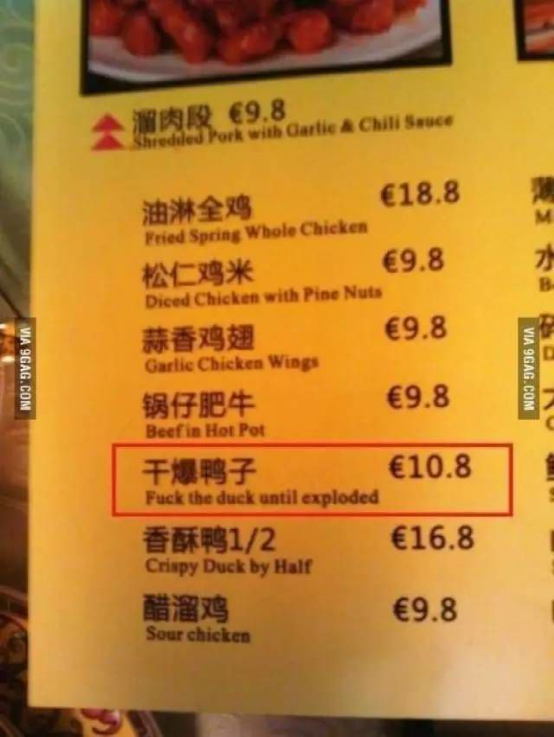 溜肉段 €9.8
Shredded Pork with Garlic & Chili Sauce
油淋全鸡 €18.8
Fried Spring Whole Chicken
松仁鸡米 €9.8
Diced Chicken with Pine Nuts
蒜香鸡翅 €9.8
Garlic Chicken Wings
锅仔肥牛 €9.8
Beef in Hot Pot
干爆鸭子 €10.8
Fuck the duck until exploded
香酥鸭1/2 €16.8
Crispy Duck by Half
醋溜鸡 €9.8
Sour chicken
VIA 9GAG.COM
VIA 9GAG.COM